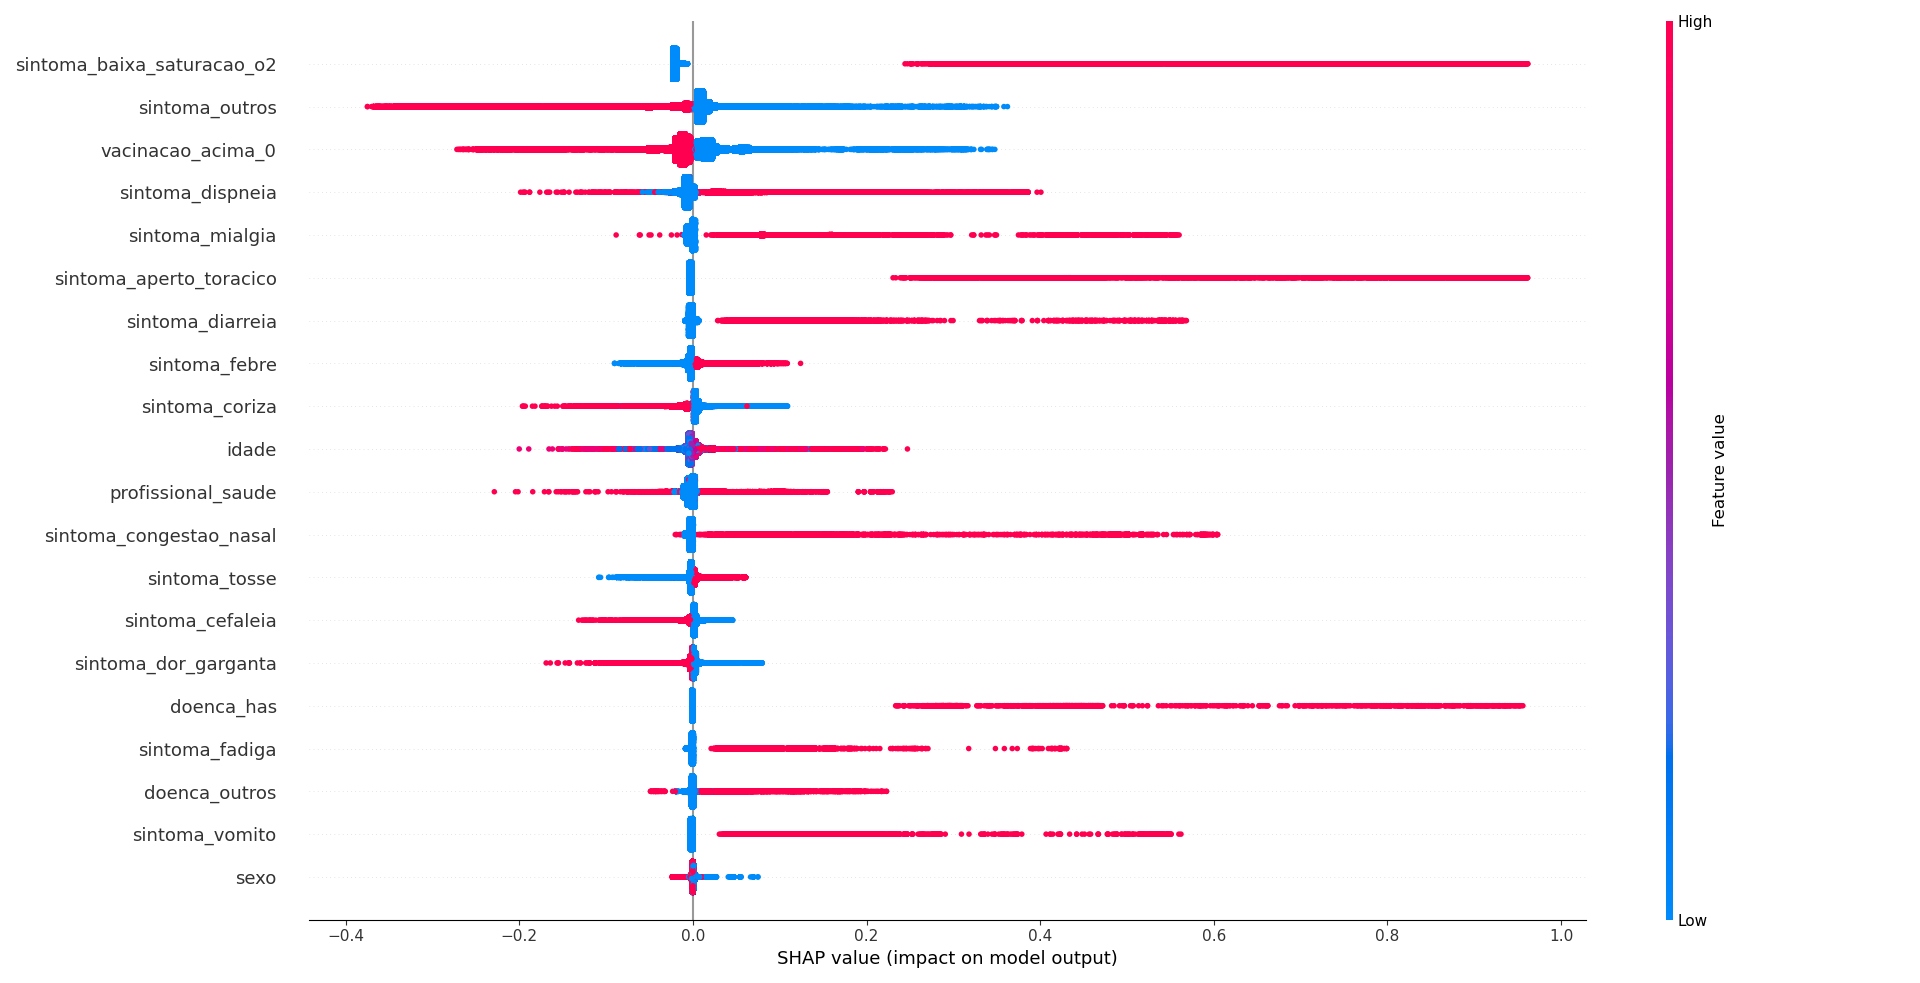 sintoma_baixa_saturacao_o2
sintoma_outros
vacinacao_acima_0
sintoma_dispneia
sintoma_mialgia
sintoma_aperto_toracico
sintoma_diarreia
sintoma_febre
sintoma_coriza
idade
profissional_saude
sintoma_congestao_nasal
sintoma_tosse
sintoma_cefaleia
sintoma_dor_garganta
doenca_has
sintoma_fadiga
doenca_outros
sintoma_vomito
sexo
−0.4 −0.2 0.0 0.2 0.4 0.6 0.8 1.0
SHAP value (impact on model output)
High
Feature value
Low